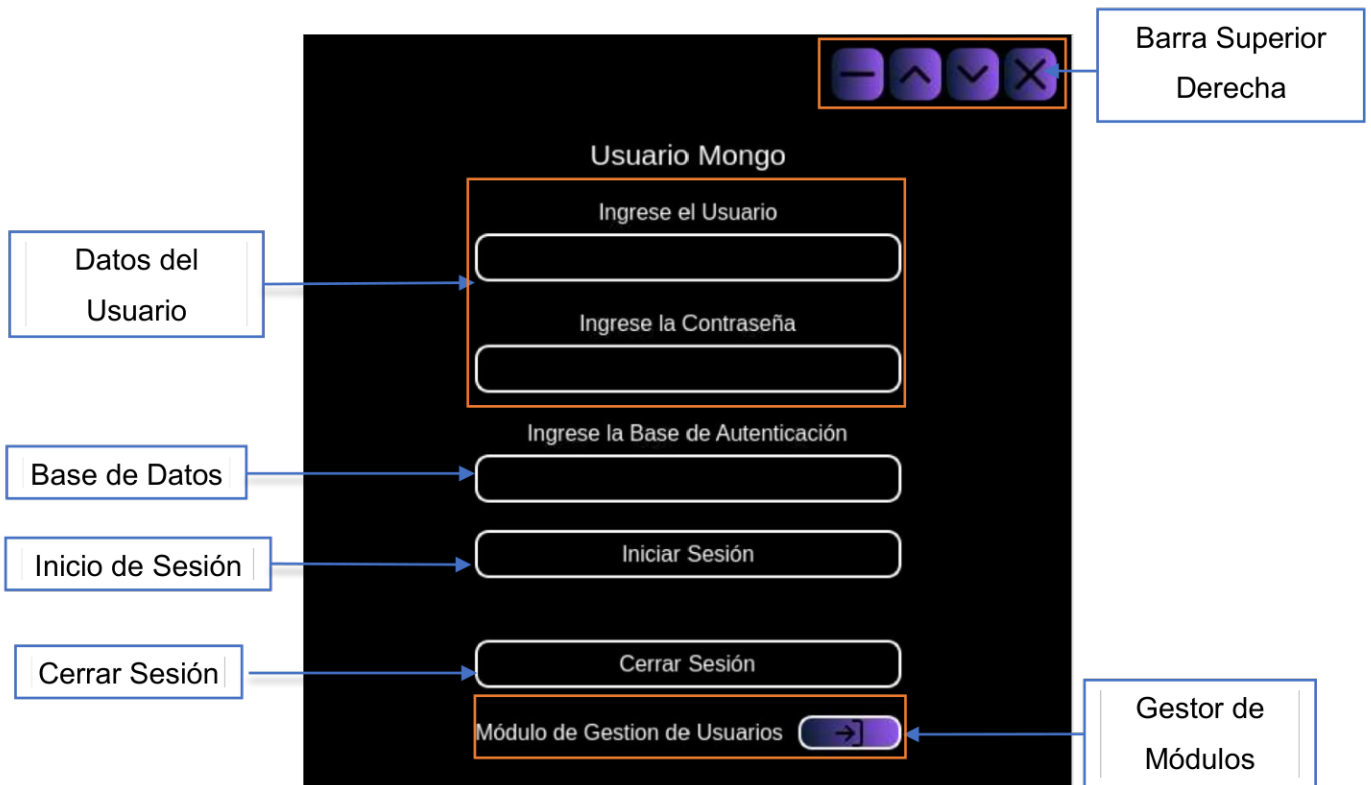 Barra Superior
Derecha
Usuario Mongo
Ingrese el Usuario
Datos del
Usuario
Ingrese la Contraseña
Ingrese la Base de Autenticación
Base de Datos
Iniciar Sesión
Inicio de Sesión
Cerrar Sesión
Cerrar Sesión
Módulo de Gestion de Usuarios
Gestor de
Módulos